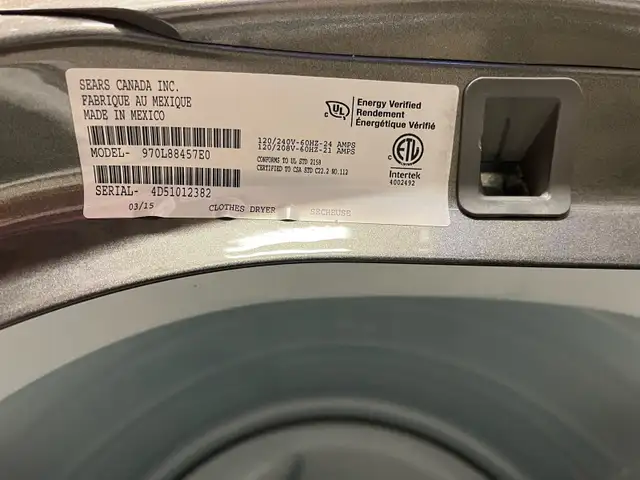 SEARS CANADA INC.
FABRIQUE AU MEXIQUE
MADE IN MEXICO
MODEL- 970L88457E0
SERIAL- 4D51012382
03/15
CLOTHES DRYER / SECHEUSE
120/240V-60HZ-24 AMPS
120/208V-60HZ-21 AMPS
CONFORMS TO UL STD 2158
CERTIFIED TO CSA STD C22.2 NO.112
c UL
Energy Verified
Rendement
Énergétique Vérifié
c ETL
Intertek
4002492